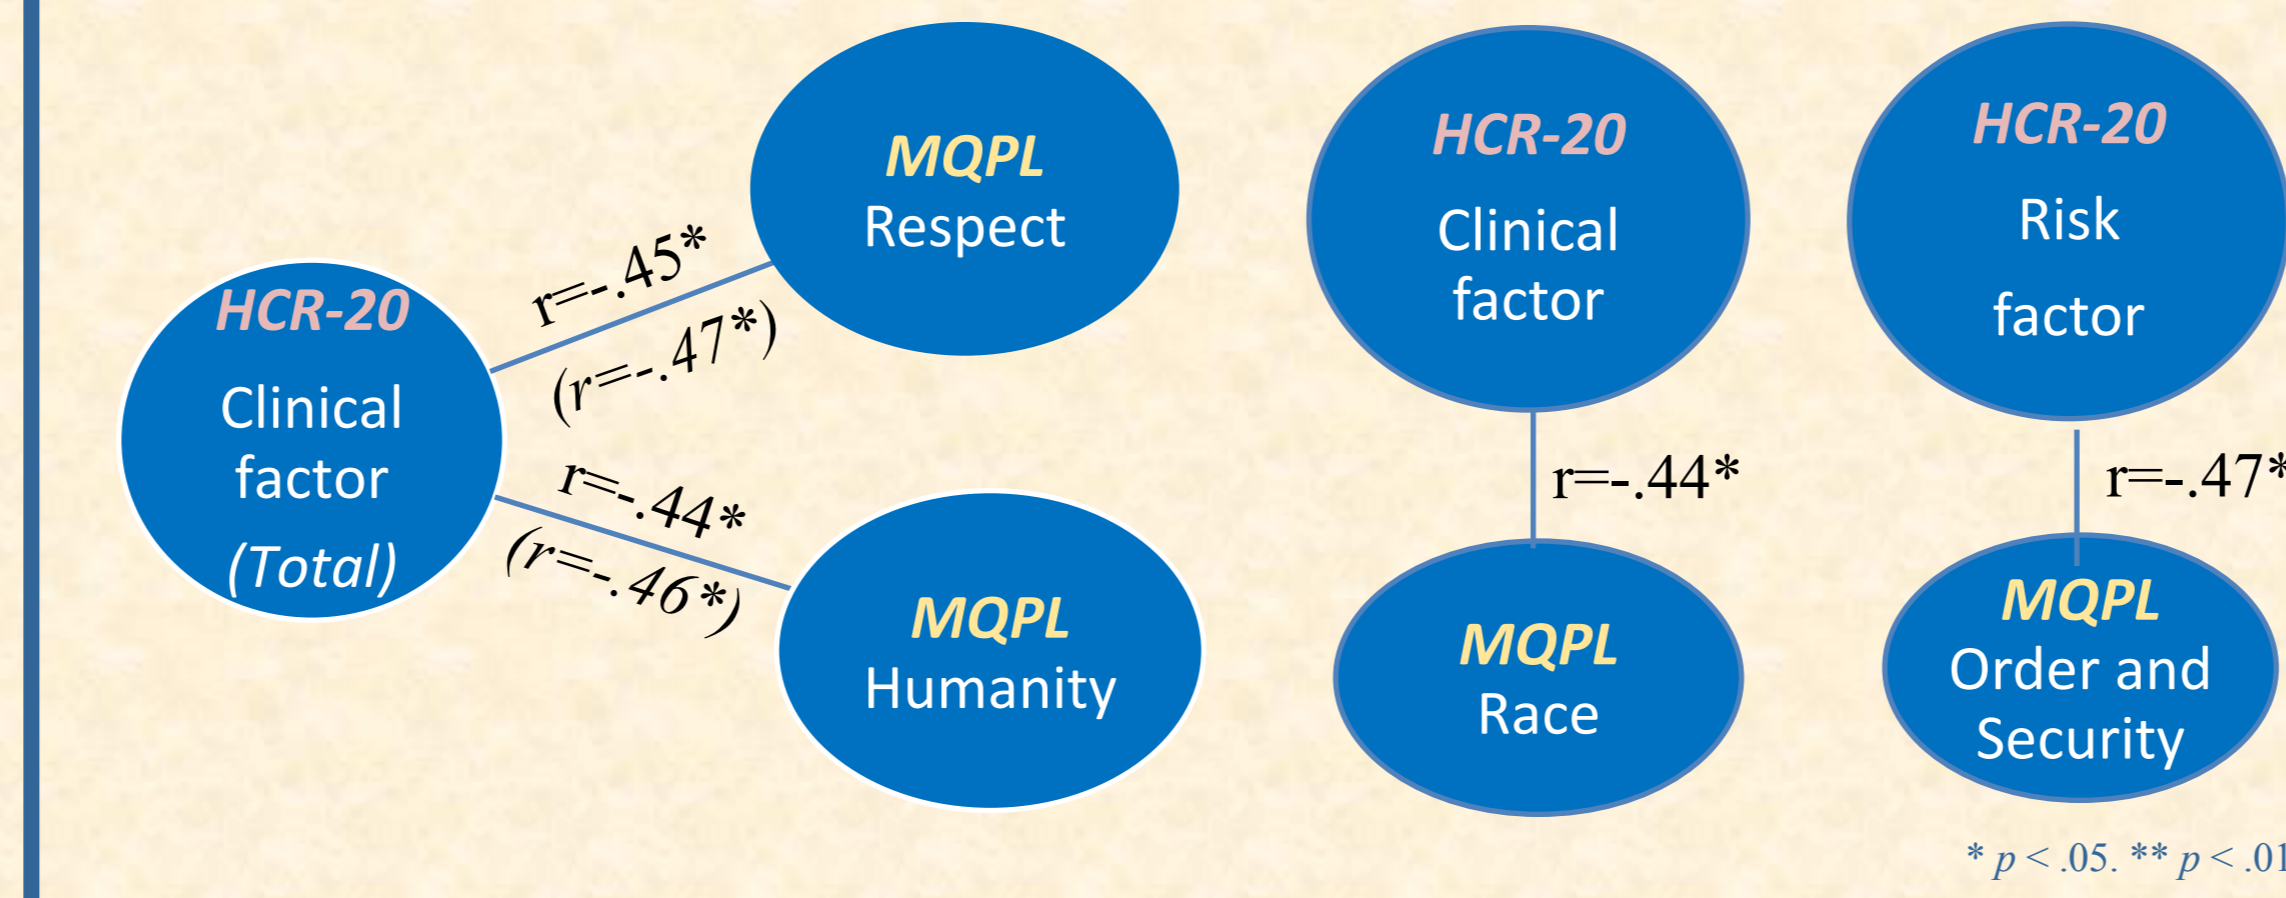 HCR-20
Clinical
factor
(Total)
r=-.45*
(r=-.47*)
r=-.44*
(r=-.46*)
MQPL
Respect
MQPL
Humanity
HCR-20
Clinical
factor
r=-.44*
MQPL
Race
HCR-20
Risk
factor
r=-.47*
MQPL
Order and
Security
* p < .05. ** p < .01